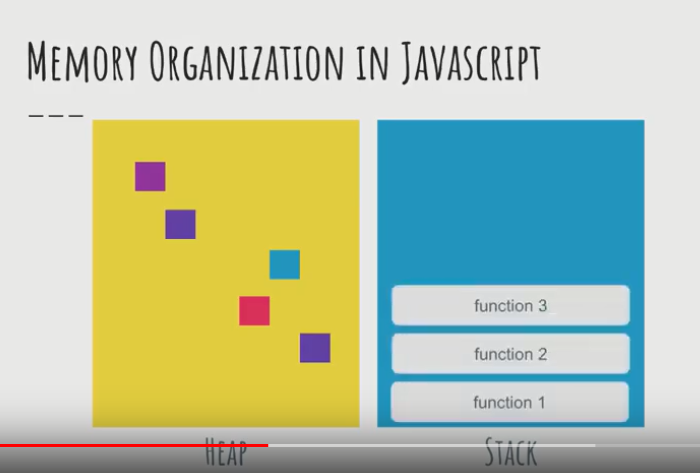 Memory Organization in Javascript
function 3
function 2
function 1
Heap
Stack